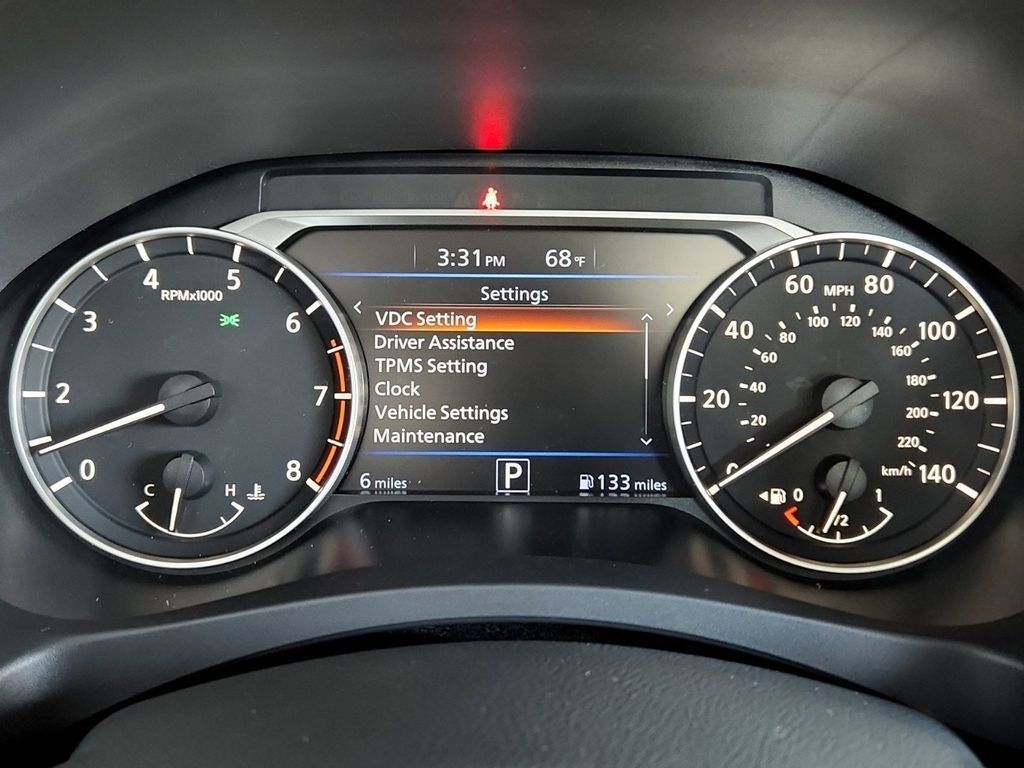 3:31 PM 68°F
Settings
VDC Setting
Driver Assistance
TPMS Setting
Clock
Vehicle Settings
Maintenance
6 miles P 133 miles
0 2 3 4 5 6 7 8
RPMx1000
C H
0 20 40 60 80 100 120 140
MPH
20 40 60 80 100 120 140 160 180 200 220
km/h
0 1/2 1